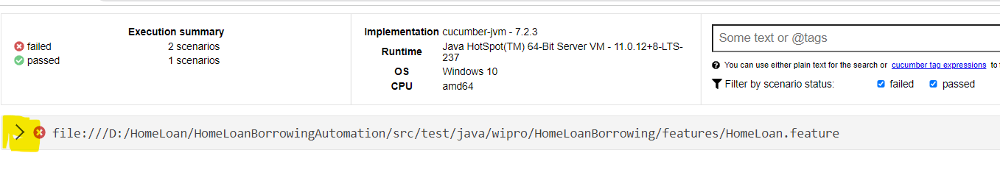 Execution summary
failed 2 scenarios
passed 1 scenarios
Implementation cucumber-jvm - 7.2.3
Runtime Java HotSpot(TM) 64-Bit Server VM - 11.0.12+8-LTS-
237
OS Windows 10
CPU amd64
Some text or @tags
You can use either plain text for the search or cucumber tag expressions to
Filter by scenario status: failed passed
file:///D:/HomeLoan/HomeLoanBorrowingAutomation/src/test/java/wipro/HomeLoanBorrowing/features/HomeLoan.feature